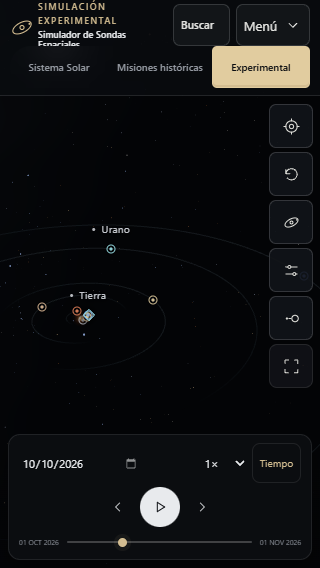 SIMULACIÓN
EXPERIMENTAL
Simulador de Sondas
Espaciales
Buscar
Menú
Sistema Solar
Misiones históricas
Experimental
Urano
Tierra
10/10/2026
1×
Tiempo
01 OCT 2026
01 NOV 2026